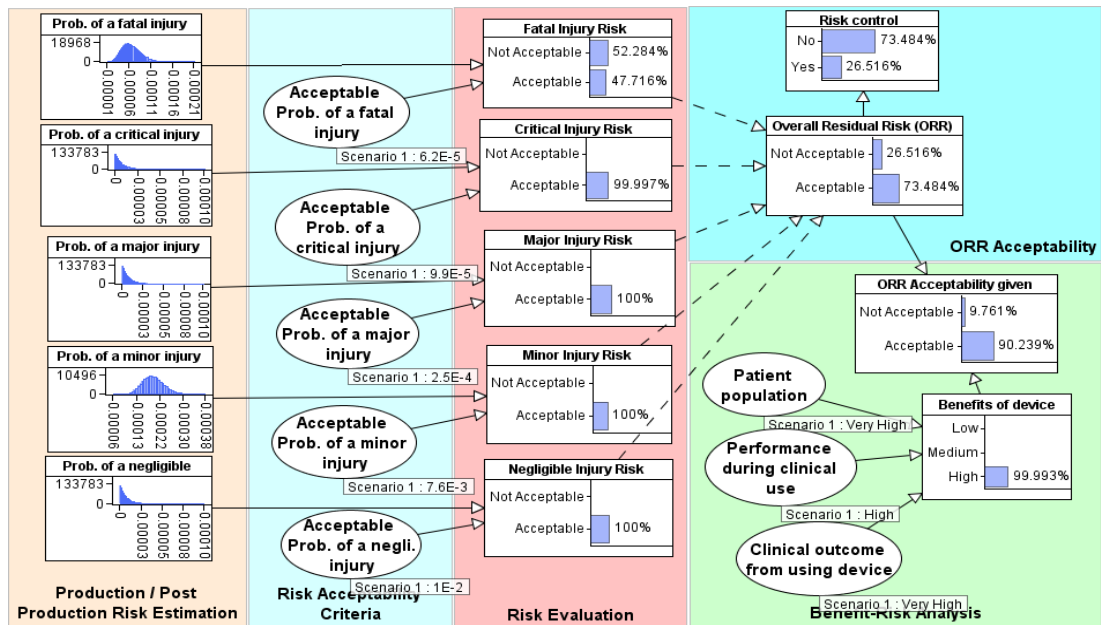 Prob. of a fatal injury
18968
0
0.00001
0.00006
0.00011
0.00016
0.00021
Prob. of a critical injury
133783
0
0
0.00003
0.00005
0.00008
0.00010
Prob. of a major injury
133783
0
0
0.00003
0.00005
0.00008
0.00010
Prob. of a minor injury
10496
0
0.00006
0.00013
0.00022
0.00030
0.00038
Prob. of a negligible
133783
0
0
0.00003
0.00005
0.00008
0.00010
Production / Post
Production Risk Estimation
Acceptable
Prob. of a fatal
injury
Scenario 1 : 6.2E-5
Acceptable
Prob. of a
critical injury
Scenario 1 : 9.9E-5
Acceptable
Prob. of a major
injury
Scenario 1 : 2.5E-4
Acceptable
Prob. of a minor
injury
Scenario 1 : 7.6E-3
Acceptable
Prob. of a negli.
injury
Scenario 1 : 1E-2
Risk Acceptability
Criteria
Fatal Injury Risk
Not Acceptable
52.284%
Acceptable
47.716%
Critical Injury Risk
Not Acceptable
Acceptable
99.997%
Major Injury Risk
Not Acceptable
Acceptable
100%
Minor Injury Risk
Not Acceptable
Acceptable
100%
Negligible Injury Risk
Not Acceptable
Acceptable
100%
Risk Evaluation
Risk control
No
73.484%
Yes
26.516%
Overall Residual Risk (ORR)
Not Acceptable
26.516%
Acceptable
73.484%
ORR Acceptability
ORR Acceptability given
Not Acceptable
9.761%
Acceptable
90.239%
Patient
population
Scenario 1 : Very High
Benefits of device
Low
Medium
High
99.993%
Performance
during clinical
use
Scenario 1 : High
Clinical outcome
from using device
Scenario 1 : Very High
Benefit-Risk Analysis